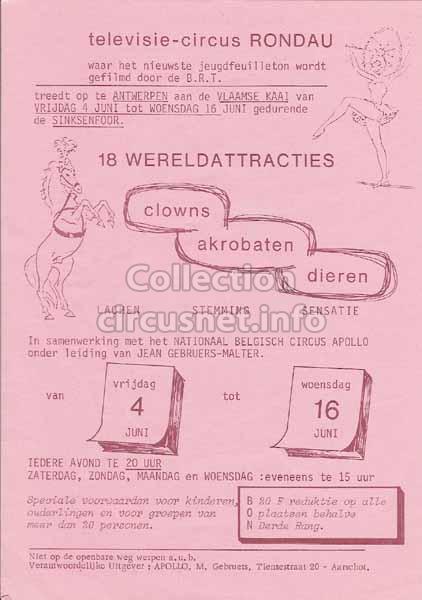 televisie-circus RONDAU
waar het nieuwste jeugdfeuilleton wordt
gefilmd door de B.R.T.
treedt op te ANTWERPEN aan de VLAAMSE KAAI van
VRIJDAG 4 JUNI tot WOENSDAG 16 JUNI gedurende
de SINKSENFOOR.
18 WERELDATTRACTIES
clowns
akrobaten
dieren
Collection
circusnet.info
LACHEN STEMMING SENSATIE
In samenwerking met het NATIONAAL BELGISCH CIRCUS APOLLO
onder leiding van JEAN GEBRUERS-MALTER.
van
vrijdag
4
JUNI
tot
woensdag
16
JUNI
IEDERE AVOND TE 20 UUR
ZATERDAG, ZONDAG, MAANDAG en WOENSDAG :eveneens te 15 uur
Speciale voorwaarden voor kinderen,
ouderlingen en voor groepen van
meer dan 20 personen.
B 20 F reduktie op alle
O plaatsen behalve
N Derde Rang.
Niet op de openbare weg werpen a.u.b.
Verantwoordelijke Uitgever : APOLLO, M. Gebruers, Tiensestraat 20 - Aarschot.